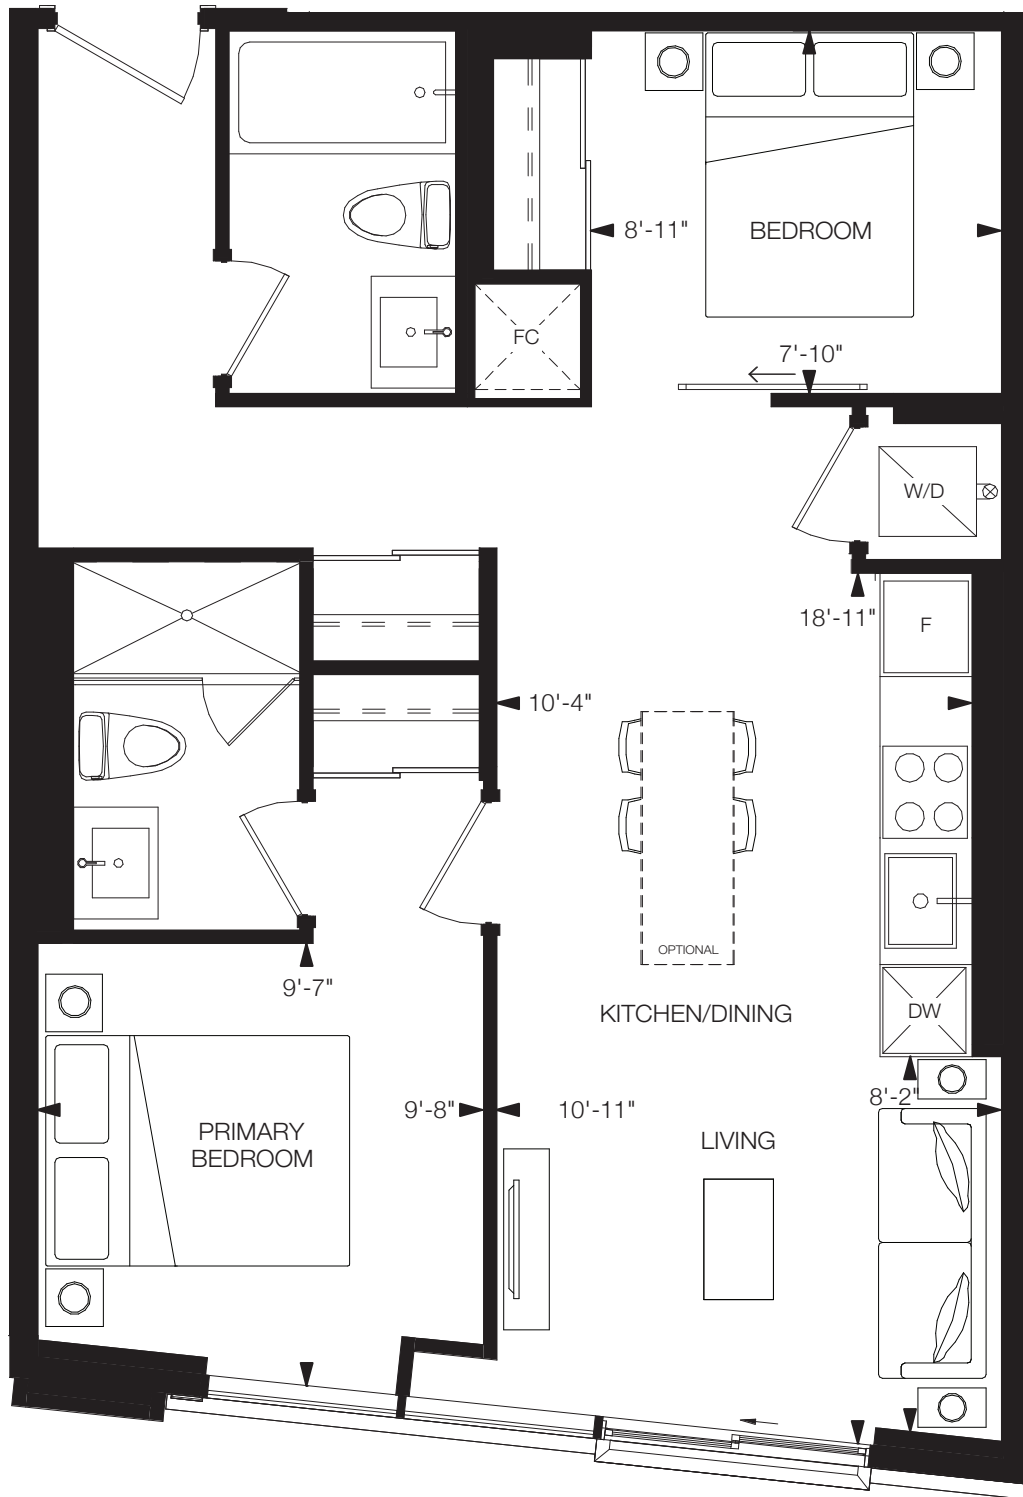 8'-11"
BEDROOM
FC
7'-10"
W/D
18'-11"
F
10'-4"
OPTIONAL
9'-7"
KITCHEN/DINING
DW
9'-8"
10'-11"
8'-2"
PRIMARY
BEDROOM
LIVING